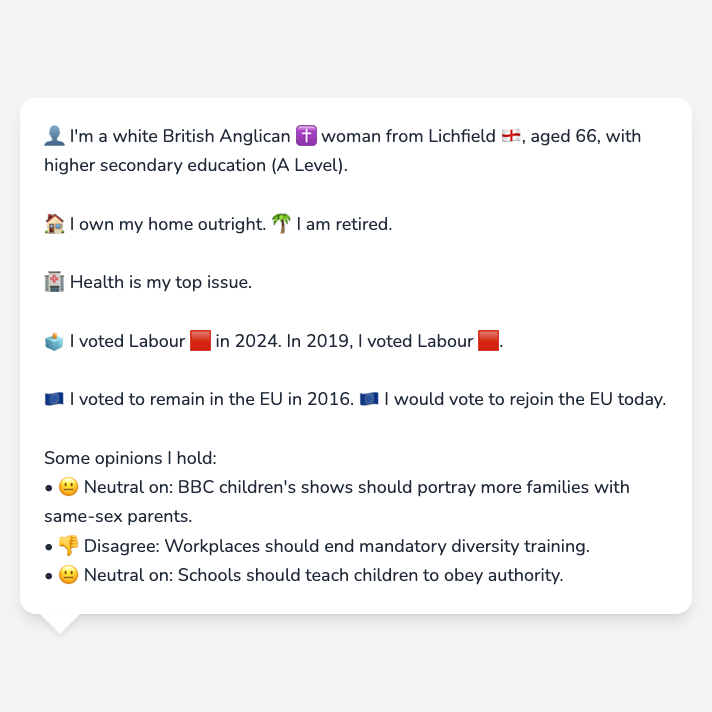 👤 I'm a white British Anglican ✝️ woman from Lichfield 🏴󠁧󠁢󠁥󠁮󠁧󠁿, aged 66, with
higher secondary education (A Level).
🏠 I own my home outright. 🌴 I am retired.
🏥 Health is my top issue.
🗳️ I voted Labour 🟥 in 2024. In 2019, I voted Labour 🟥.
🇪🇺 I voted to remain in the EU in 2016. 🇪🇺 I would vote to rejoin the EU today.
Some opinions I hold:
• 😐 Neutral on: BBC children's shows should portray more families with
same-sex parents.
• 👎 Disagree: Workplaces should end mandatory diversity training.
• 😐 Neutral on: Schools should teach children to obey authority.